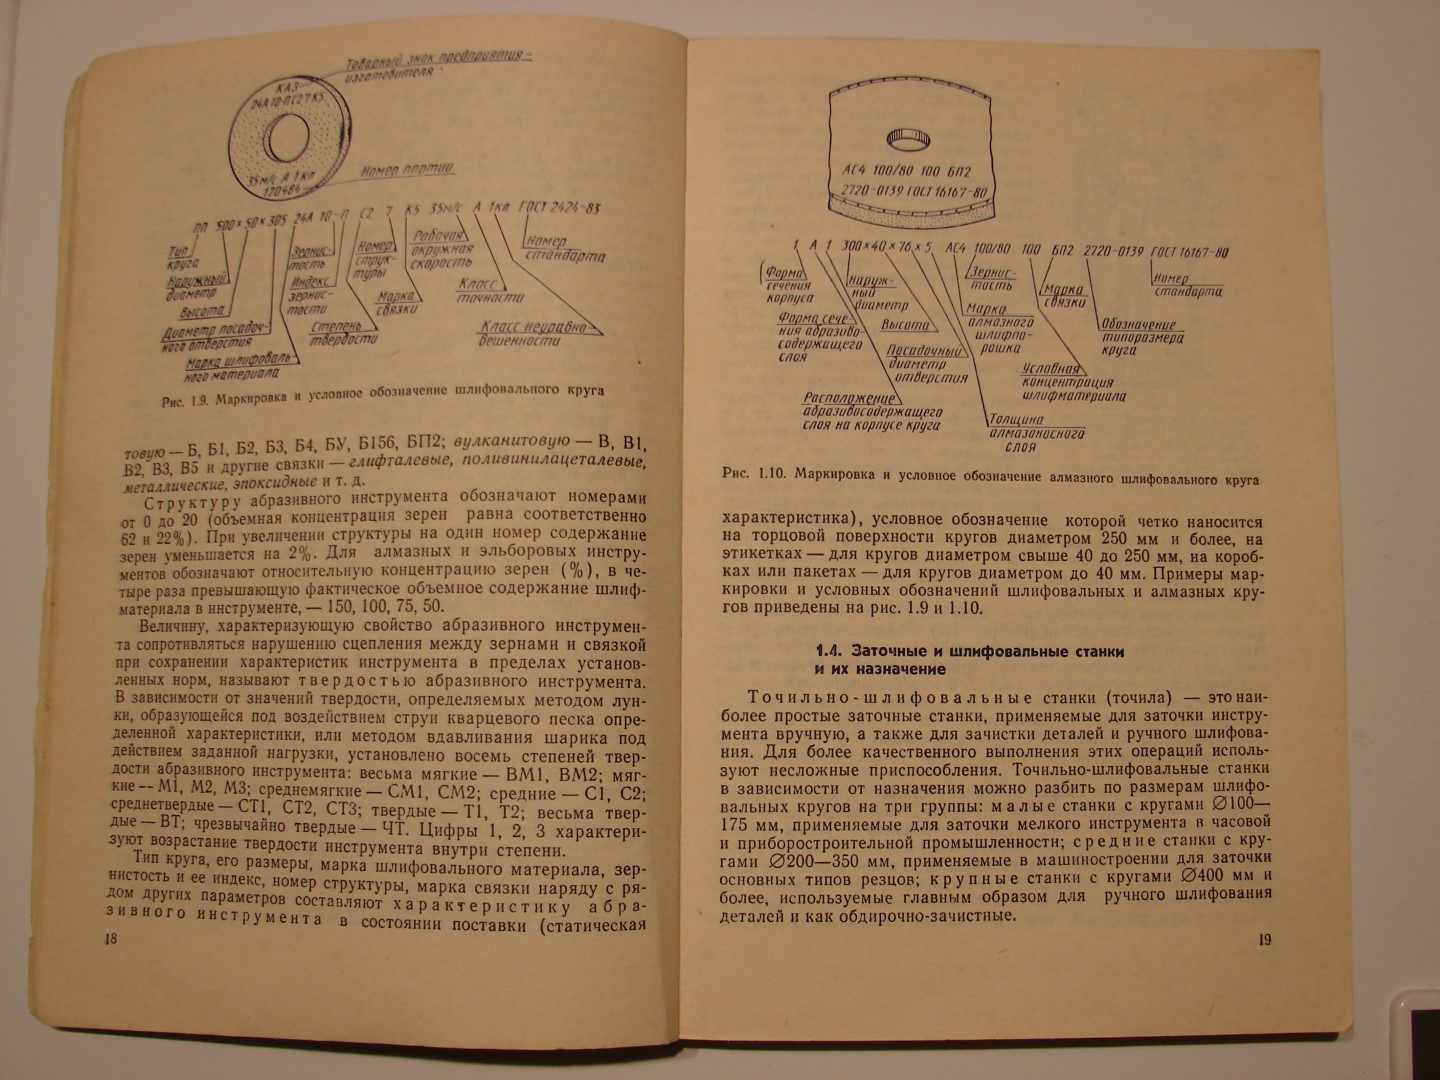 Товарный знак предприятия-
изготовителя
КАЗ
24А 10-П С2 7 К5
35м/с А 1кл
120484
Номер партии
ПП 500×50×305 24А 10-П С2 7 К5 35м/с А 1кл ГОСТ 2424-83
Тип
круга
Наружный
диаметр
Высота
Диаметр посадоч-
ного отверстия
Марка шлифоваль-
ного материала
Зернис-
тость
Индекс
зернис-
тости
Степень
твердости
Номер
струк-
туры
Марка
связки
Рабочая
окружная
скорость
Класс
точности
Класс неуравно-
вешенности
Номер
стандарта
Рис. 1.9. Маркировка и условное обозначение шлифовального круга
товую — Б, Б1, Б2, Б3, Б4, БУ, Б156, БП2; вулканитовую — В, В1,
В2, В3, В5 и другие связки — глифталевые, поливинилацеталевые,
металлические, эпоксидные и т. д.
Структуру абразивного инструмента обозначают номерами
от 0 до 20 (объемная концентрация зерен равна соответственно
62 и 22%). При увеличении структуры на один номер содержание
зерен уменьшается на 2%. Для алмазных и эльборовых инстру-
ментов обозначают относительную концентрацию зерен (%), в че-
тыре раза превышающую фактическое объемное содержание шлиф-
материала в инструменте, — 150, 100, 75, 50.
Величину, характеризующую свойство абразивного инструмен-
та сопротивляться нарушению сцепления между зернами и связкой
при сохранении характеристик инструмента в пределах установ-
ленных норм, называют твердостью абразивного инструмента.
В зависимости от значений твердости, определяемых методом лун-
ки, образующейся под воздействием струи кварцевого песка опре-
деленной характеристики, или методом вдавливания шарика под
действием заданной нагрузки, установлено восемь степеней твер-
дости абразивного инструмента: весьма мягкие — ВМ1, ВМ2; мяг-
кие — М1, М2, М3; среднемягкие — СМ1, СМ2; средние — С1, С2;
среднетвердые — СТ1, СТ2, СТ3; твердые — Т1, Т2; весьма твер-
дые — ВТ; чрезвычайно твердые — ЧТ. Цифры 1, 2, 3 характери-
зуют возрастание твердости инструмента внутри степени.
Тип круга, его размеры, марка шлифовального материала, зер-
нистость и ее индекс, номер структуры, марка связки наряду с ря-
дом других параметров составляют характеристику абра-
зивного инструмента в состоянии поставки (статическая
18
АС4 100/80 100 БП2
2720-0139 ГОСТ 16167-80
1 А 1 300×40×76×5 АС4 100/80 100 БП2 2720-0139 ГОСТ 16167-80
Форма
сечения
корпуса
Форма сече-
ния абразиво-
содержащего
слоя
Расположение
абразивосодержащего
слоя на корпусе круга
Наруж-
ный
диаметр
Высота
Посадочный
диаметр
отверстия
Зернис-
тость
Марка
алмазного
шлифпо-
рошка
Толщина
алмазоносного
слоя
Марка
связки
Условная
концентрация
шлифматериала
Обозначение
типоразмера
круга
Номер
стандарта
Рис. 1.10. Маркировка и условное обозначение алмазного шлифовального круга
характеристика), условное обозначение которой четко наносится
на торцовой поверхности кругов диаметром 250 мм и более, на
этикетках — для кругов диаметром свыше 40 до 250 мм, на короб-
ках или пакетах — для кругов диаметром до 40 мм. Примеры мар-
кировки и условных обозначений шлифовальных и алмазных кру-
гов приведены на рис. 1.9 и 1.10.
1.4. Заточные и шлифовальные станки
и их назначение
Точильно-шлифовальные станки (точила) — это наи-
более простые заточные станки, применяемые для заточки инстру-
мента вручную, а также для зачистки деталей и ручного шлифова-
ния. Для более качественного выполнения этих операций исполь-
зуют несложные приспособления. Точильно-шлифовальные станки
в зависимости от назначения можно разбить по размерам шлифо-
вальных кругов на три группы: малые станки с кругами ∅100—
175 мм, применяемые для заточки мелкого инструмента в часовой
и приборостроительной промышленности; средние станки с кру-
гами ∅200—350 мм, применяемые в машиностроении для заточки
основных типов резцов; крупные станки с кругами ∅400 мм и
более, используемые главным образом для ручного шлифования
деталей и как обдирочно-зачистные.
19